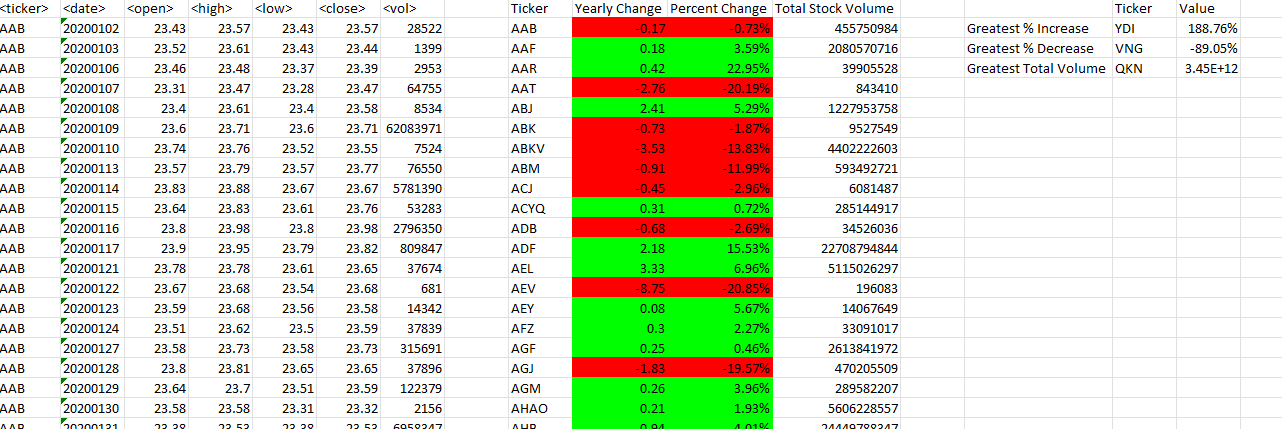 <ticker> <date> <open> <high> <low> <close> <vol> Ticker Yearly Change Percent Change Total Stock Volume Ticker Value
AAB 20200102 23.43 23.57 23.43 23.57 28522 AAB -0.17 -0.73% 455750984 Greatest % Increase YDI 188.76%
AAB 20200103 23.52 23.61 23.43 23.44 1399 AAF 0.18 3.59% 2080570716 Greatest % Decrease VNG -89.05%
AAB 20200106 23.46 23.48 23.37 23.39 2953 AAR 0.42 22.95% 39905528 Greatest Total Volume QKN 3.45E+12
AAB 20200107 23.31 23.47 23.28 23.47 64755 AAT -2.76 -20.19% 843410
AAB 20200108 23.4 23.61 23.4 23.58 8534 ABJ 2.41 5.29% 1227953758
AAB 20200109 23.6 23.71 23.6 23.71 62083971 ABK -0.73 -1.87% 9527549
AAB 20200110 23.74 23.76 23.52 23.55 7524 ABKV -3.53 -13.83% 4402222603
AAB 20200113 23.57 23.79 23.57 23.77 76550 ABM -0.91 -11.99% 593492721
AAB 20200114 23.83 23.88 23.67 23.67 5781390 ACJ -0.45 -2.96% 6081487
AAB 20200115 23.64 23.83 23.61 23.76 53283 ACYQ 0.31 0.72% 285144917
AAB 20200116 23.8 23.98 23.8 23.98 2796350 ADB -0.68 -2.69% 34526036
AAB 20200117 23.9 23.95 23.79 23.82 809847 ADF 2.18 15.53% 22708794844
AAB 20200121 23.78 23.78 23.61 23.65 37674 AEL 3.33 6.96% 5115026297
AAB 20200122 23.67 23.68 23.54 23.68 681 AEV -8.75 -20.85% 196083
AAB 20200123 23.59 23.68 23.56 23.58 14342 AEY 0.08 5.67% 14067649
AAB 20200124 23.51 23.62 23.5 23.59 37839 AFZ 0.3 2.27% 33091017
AAB 20200127 23.58 23.73 23.58 23.73 315691 AGF 0.25 0.46% 2613841972
AAB 20200128 23.8 23.81 23.65 23.65 37896 AGJ -1.83 -19.57% 470205509
AAB 20200129 23.64 23.7 23.51 23.59 122379 AGM 0.26 3.96% 289582207
AAB 20200130 23.58 23.58 23.31 23.32 2156 AHAO 0.21 1.93% 5606228557
AAB 20200131 23.38 23.53 23.38 23.53 6958347 0.94 4.01% 24449788347